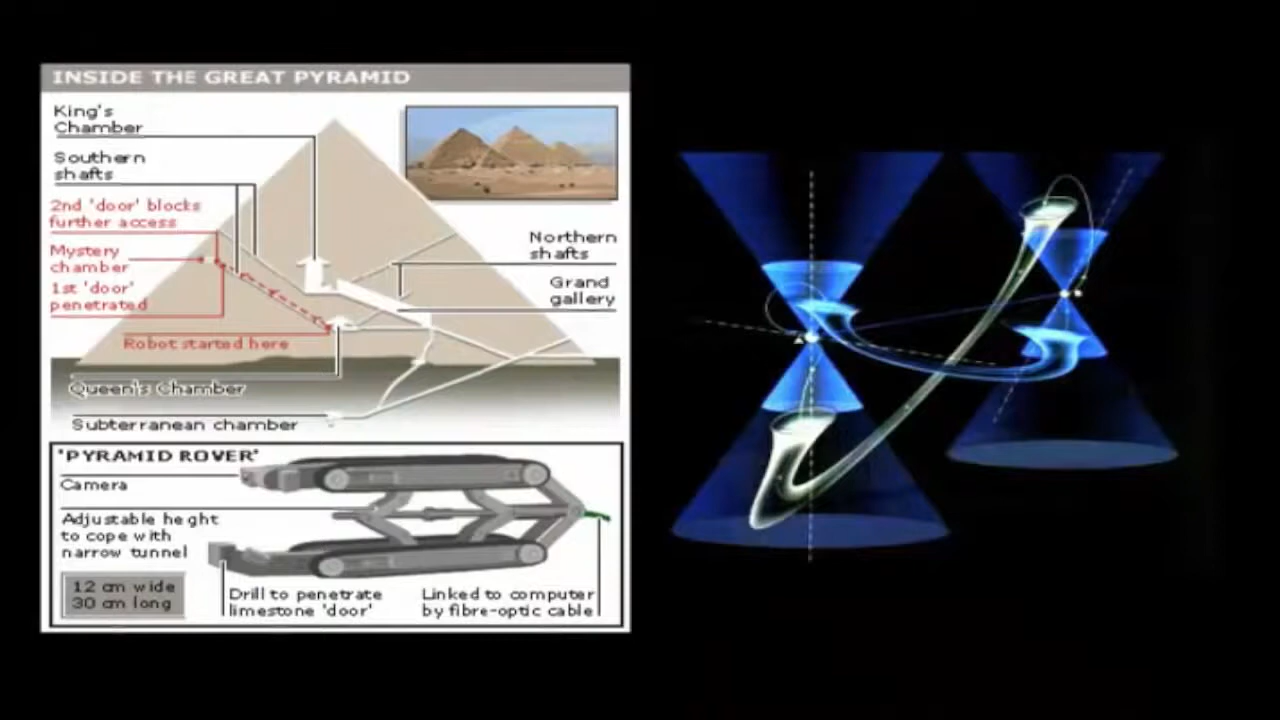 INSIDE THE GREAT PYRAMID
King's
Chamber
Southern
shafts
2nd 'door' blocks
further access
Mystery
chamber
1st 'door'
penetrated
Robot started here
Northern
shafts
Grand
gallery
Queen's Chamber
Subterranean chamber
'PYRAMID ROVER'
Camera
Adjustable height
to cope with
narrow tunnel
12 cm wide
30 cm long
Drill to penetrate
limestone 'door'
Linked to computer
by fibre-optic cable